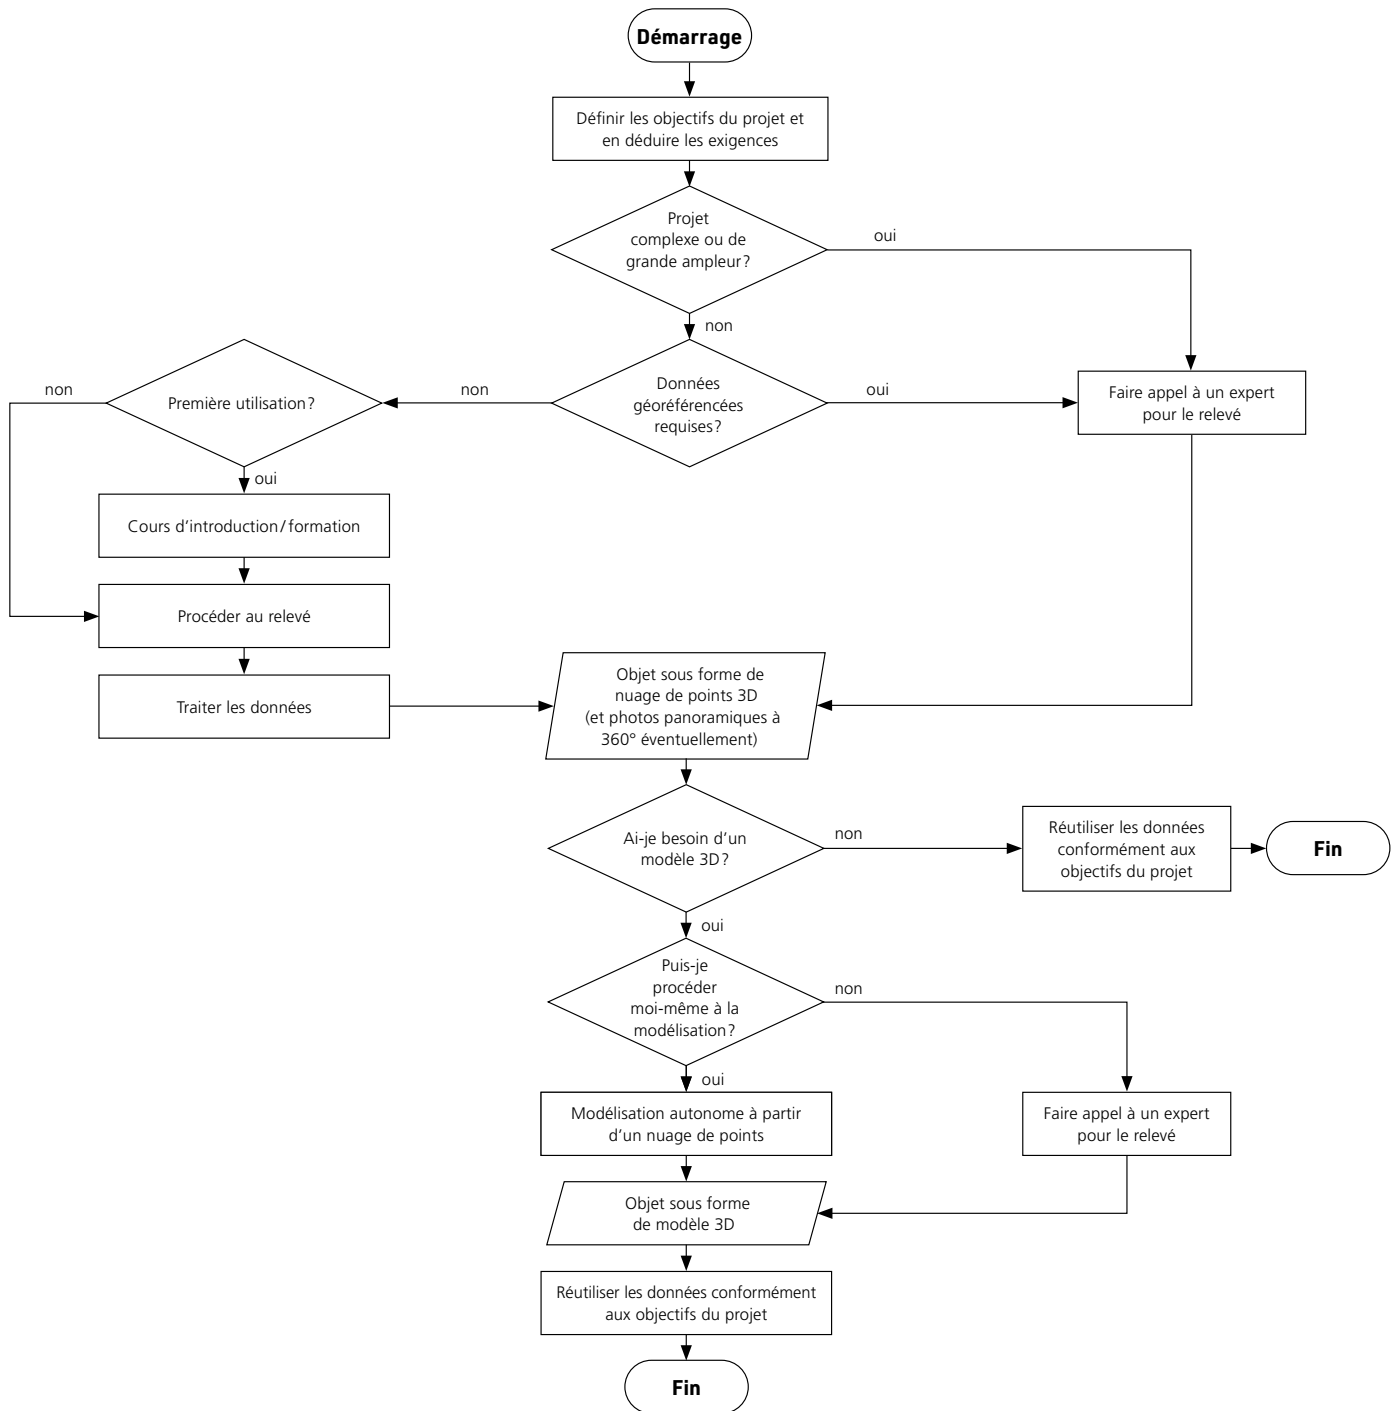 Démarrage
Définir les objectifs du projet et
en déduire les exigences
Projet
complexe ou de
grande ampleur?
oui
non
Données
géoréférencées
requises?
non
oui
Première utilisation?
non
oui
Faire appel à un expert
pour le relevé
Cours d'introduction/formation
Procéder au relevé
Traiter les données
Objet sous forme de
nuage de points 3D
(et photos panoramiques à
360° éventuellement)
Ai-je besoin d'un
modèle 3D?
non
Réutiliser les données
conformément aux
objectifs du projet
Fin
oui
Puis-je
procéder
moi-même à la
modélisation?
non
oui
Modélisation autonome à partir
d'un nuage de points
Faire appel à un expert
pour le relevé
Objet sous forme
de modèle 3D
Réutiliser les données conformément
aux objectifs du projet
Fin